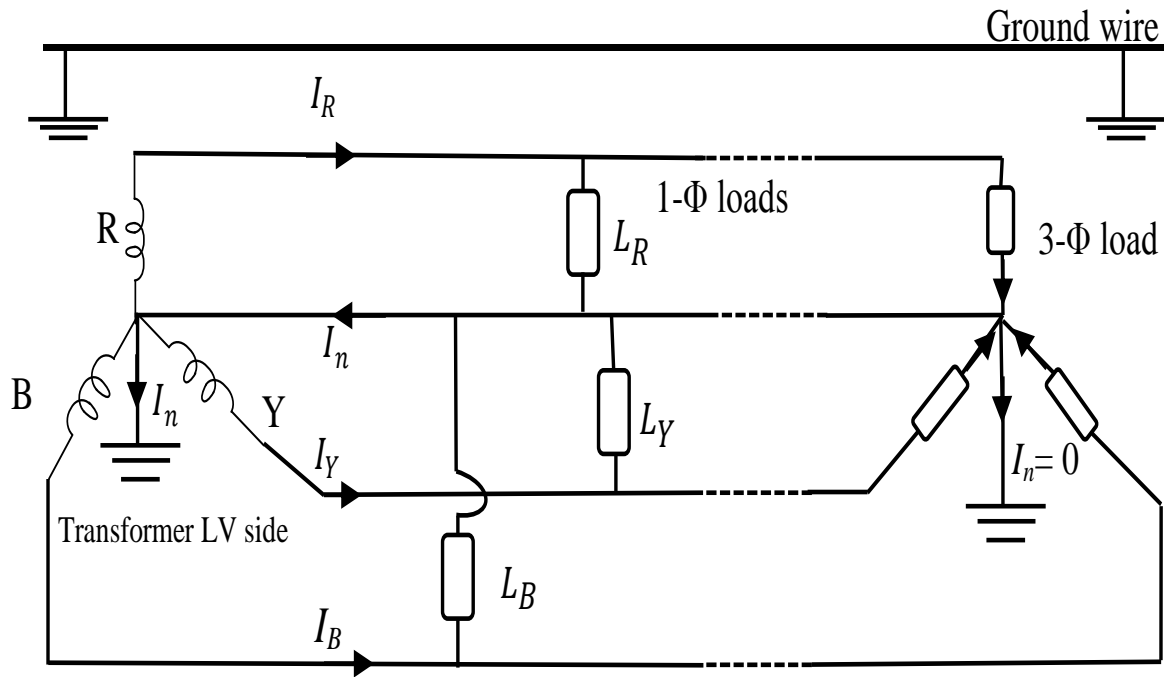 Ground wire
I_R
1-Φ loads
R
L_R
3-Φ load
I_n
B
I_n
Y
L_Y
I_Y
I_n= 0
Transformer LV side
L_B
I_B